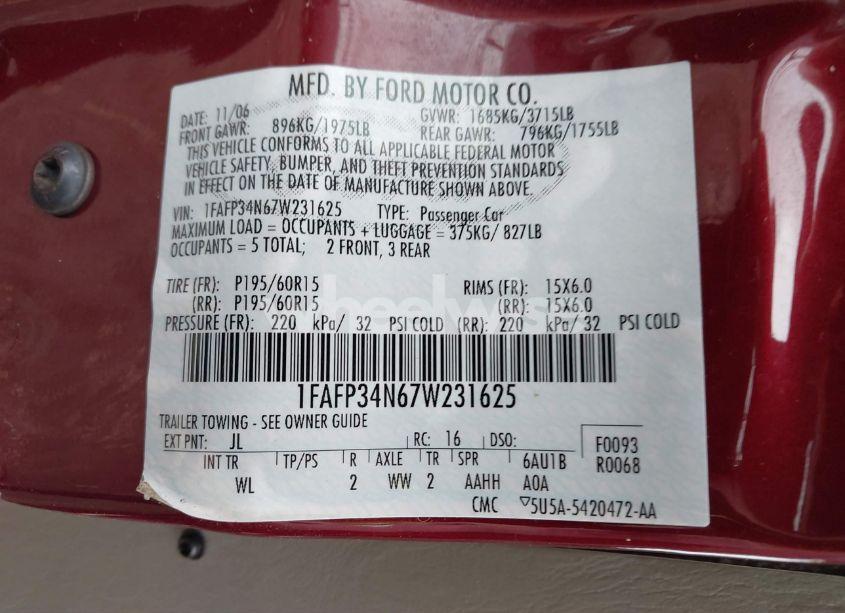 MFD. BY FORD MOTOR CO.
DATE: 11/06 GVWR: 1685KG/3715LB
FRONT GAWR: 896KG/1975LB REAR GAWR: 796KG/1755LB
THIS VEHICLE CONFORMS TO ALL APPLICABLE FEDERAL MOTOR
VEHICLE SAFETY, BUMPER, AND THEFT PREVENTION STANDARDS
IN EFFECT ON THE DATE OF MANUFACTURE SHOWN ABOVE.
VIN: 1FAFP34N67W231625 TYPE: Passenger Car
MAXIMUM LOAD = OCCUPANTS + LUGGAGE = 375KG/ 827LB
OCCUPANTS = 5 TOTAL; 2 FRONT, 3 REAR
TIRE (FR): P195/60R15 RIMS (FR): 15X6.0
(RR): P195/60R15 (RR): 15X6.0
PRESSURE (FR): 220 kPa/ 32 PSI COLD (RR): 220 kPa/ 32 PSI COLD
1FAFP34N67W231625
TRAILER TOWING - SEE OWNER GUIDE
EXT PNT: JL RC: 16 DSO: F0093
INT TR TP/PS R AXLE TR SPR 6AU1B R0068
WL 2 WW 2 AAHH AOA
CMC 5U5A-5420472-AA